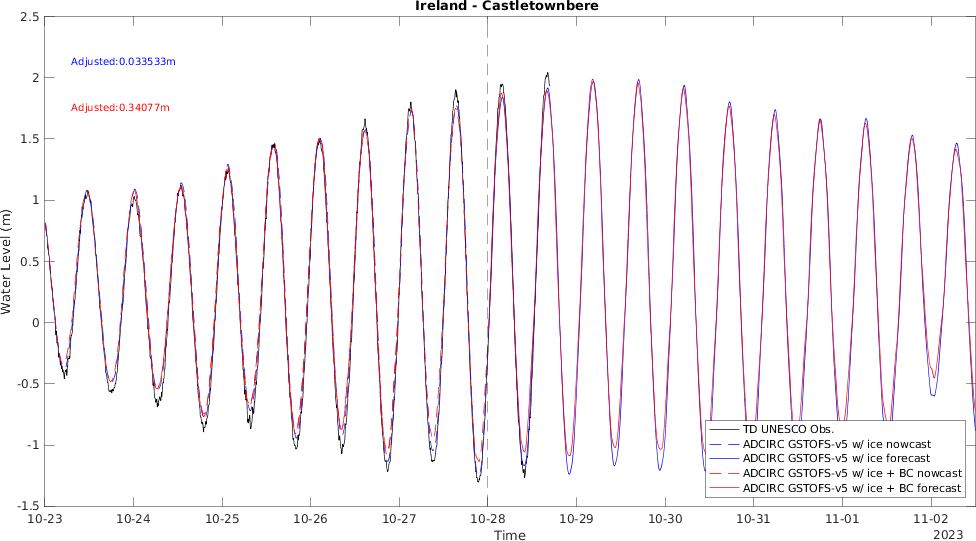 Ireland - Castletownbere
2.5
2
1.5
1
0.5
0
-0.5
-1
-1.5
Water Level (m)
Adjusted:0.033533m
Adjusted:0.34077m
TD UNESCO Obs.
ADCIRC GSTOFS-v5 w/ ice nowcast
ADCIRC GSTOFS-v5 w/ ice forecast
ADCIRC GSTOFS-v5 w/ ice + BC nowcast
ADCIRC GSTOFS-v5 w/ ice + BC forecast
10-23 10-24 10-25 10-26 10-27 10-28 10-29 10-30 10-31 11-01 11-02
Time
2023